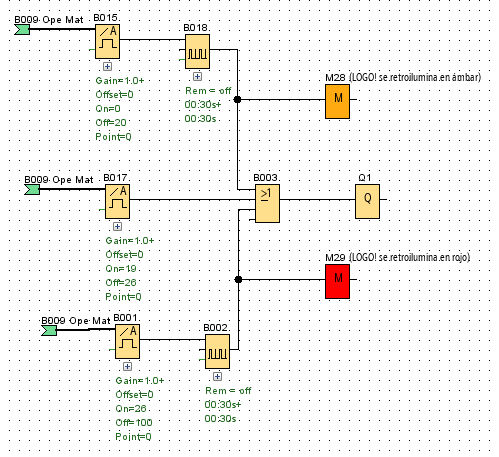 B009 Ope Mat
B015
/A
Gain=1.0+
Offset=0
On=0
Off=20
Point=0
B018
Rem = off
00:30s+
00:30s
M28 (LOGO! se retroilumina en ámbar)
M
B009 Ope Mat
B017
/A
Gain=1.0+
Offset=0
On=19
Off=26
Point=0
B003
≥1
Q1
Q
M29 (LOGO! se retroilumina en rojo)
M
B009 Ope Mat
B001
/A
Gain=1.0+
Offset=0
On=26
Off=100
Point=0
B002
Rem = off
00:30s+
00:30s